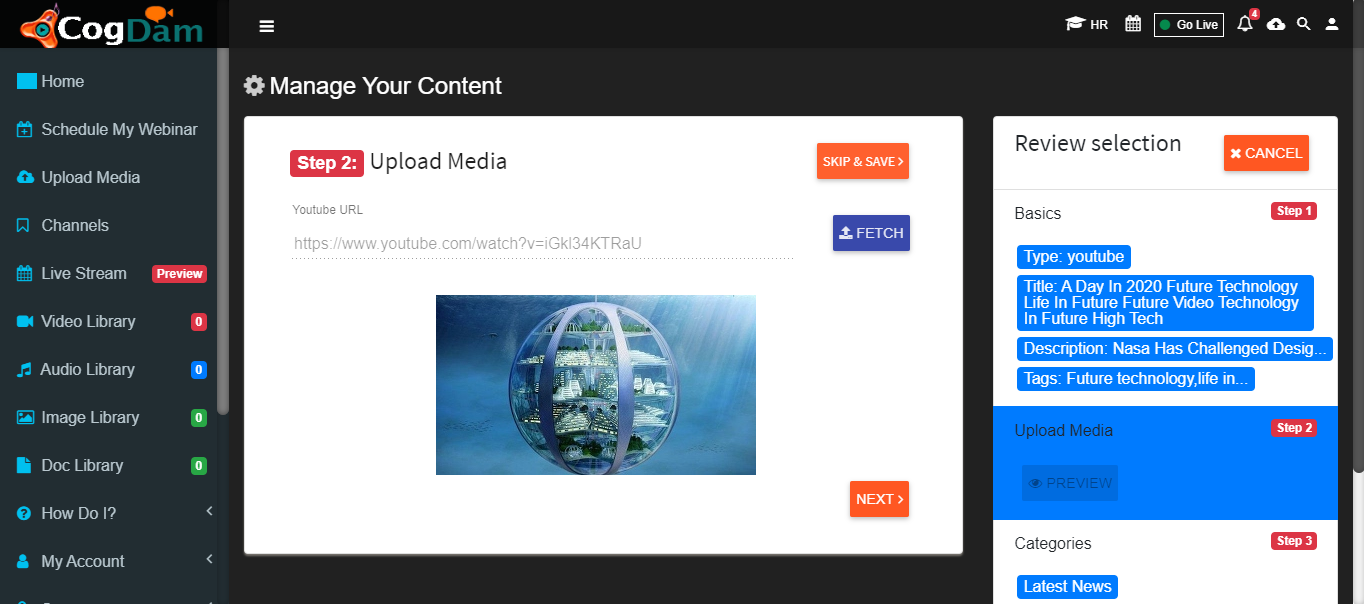 CogDam
HR
Go Live
4
Home
Schedule My Webinar
Upload Media
Channels
Live Stream
Preview
Video Library
0
Audio Library
0
Image Library
0
Doc Library
0
How Do I?
My Account
Manage Your Content
Step 2: Upload Media
SKIP & SAVE
Youtube URL
https://www.youtube.com/watch?v=iGkl34KTRaU
FETCH
NEXT
Review selection
CANCEL
Basics
Step 1
Type: youtube
Title: A Day In 2020 Future Technology
Life In Future Future Video Technology
In Future High Tech
Description: Nasa Has Challenged Desig...
Tags: Future technology,life in...
Upload Media
Step 2
PREVIEW
Categories
Step 3
Latest News